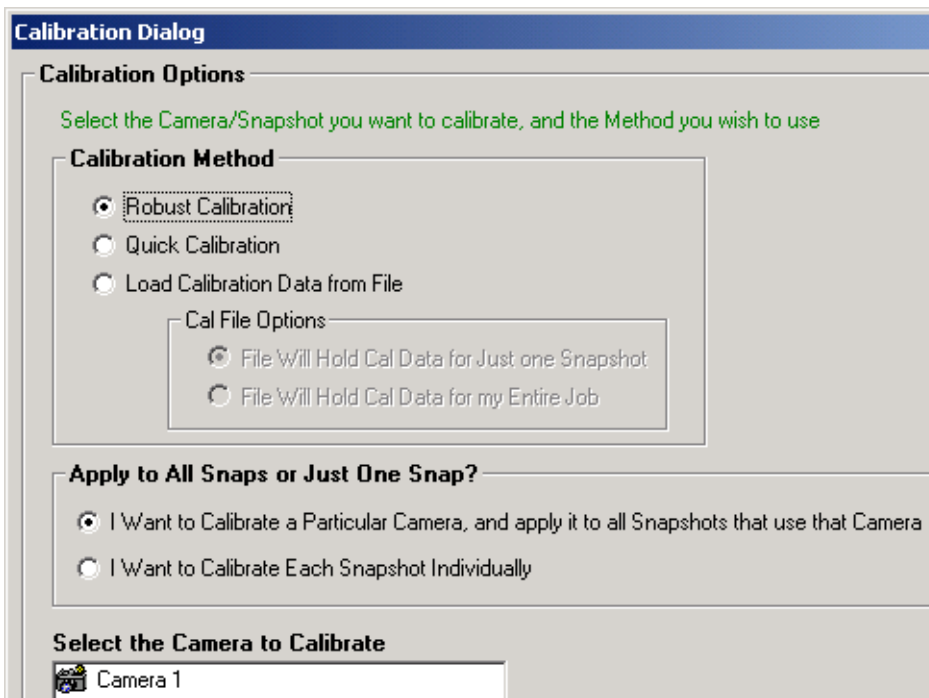 Calibration Dialog
Calibration Options
Select the Camera/Snapshot you want to calibrate, and the Method you wish to use
Calibration Method
Robust Calibration
Quick Calibration
Load Calibration Data from File
Cal File Options
File Will Hold Cal Data for Just one Snapshot
File Will Hold Cal Data for my Entire Job
Apply to All Snaps or Just One Snap?
I Want to Calibrate a Particular Camera, and apply it to all Snapshots that use that Camera
I Want to Calibrate Each Snapshot Individually
Select the Camera to Calibrate
Camera 1